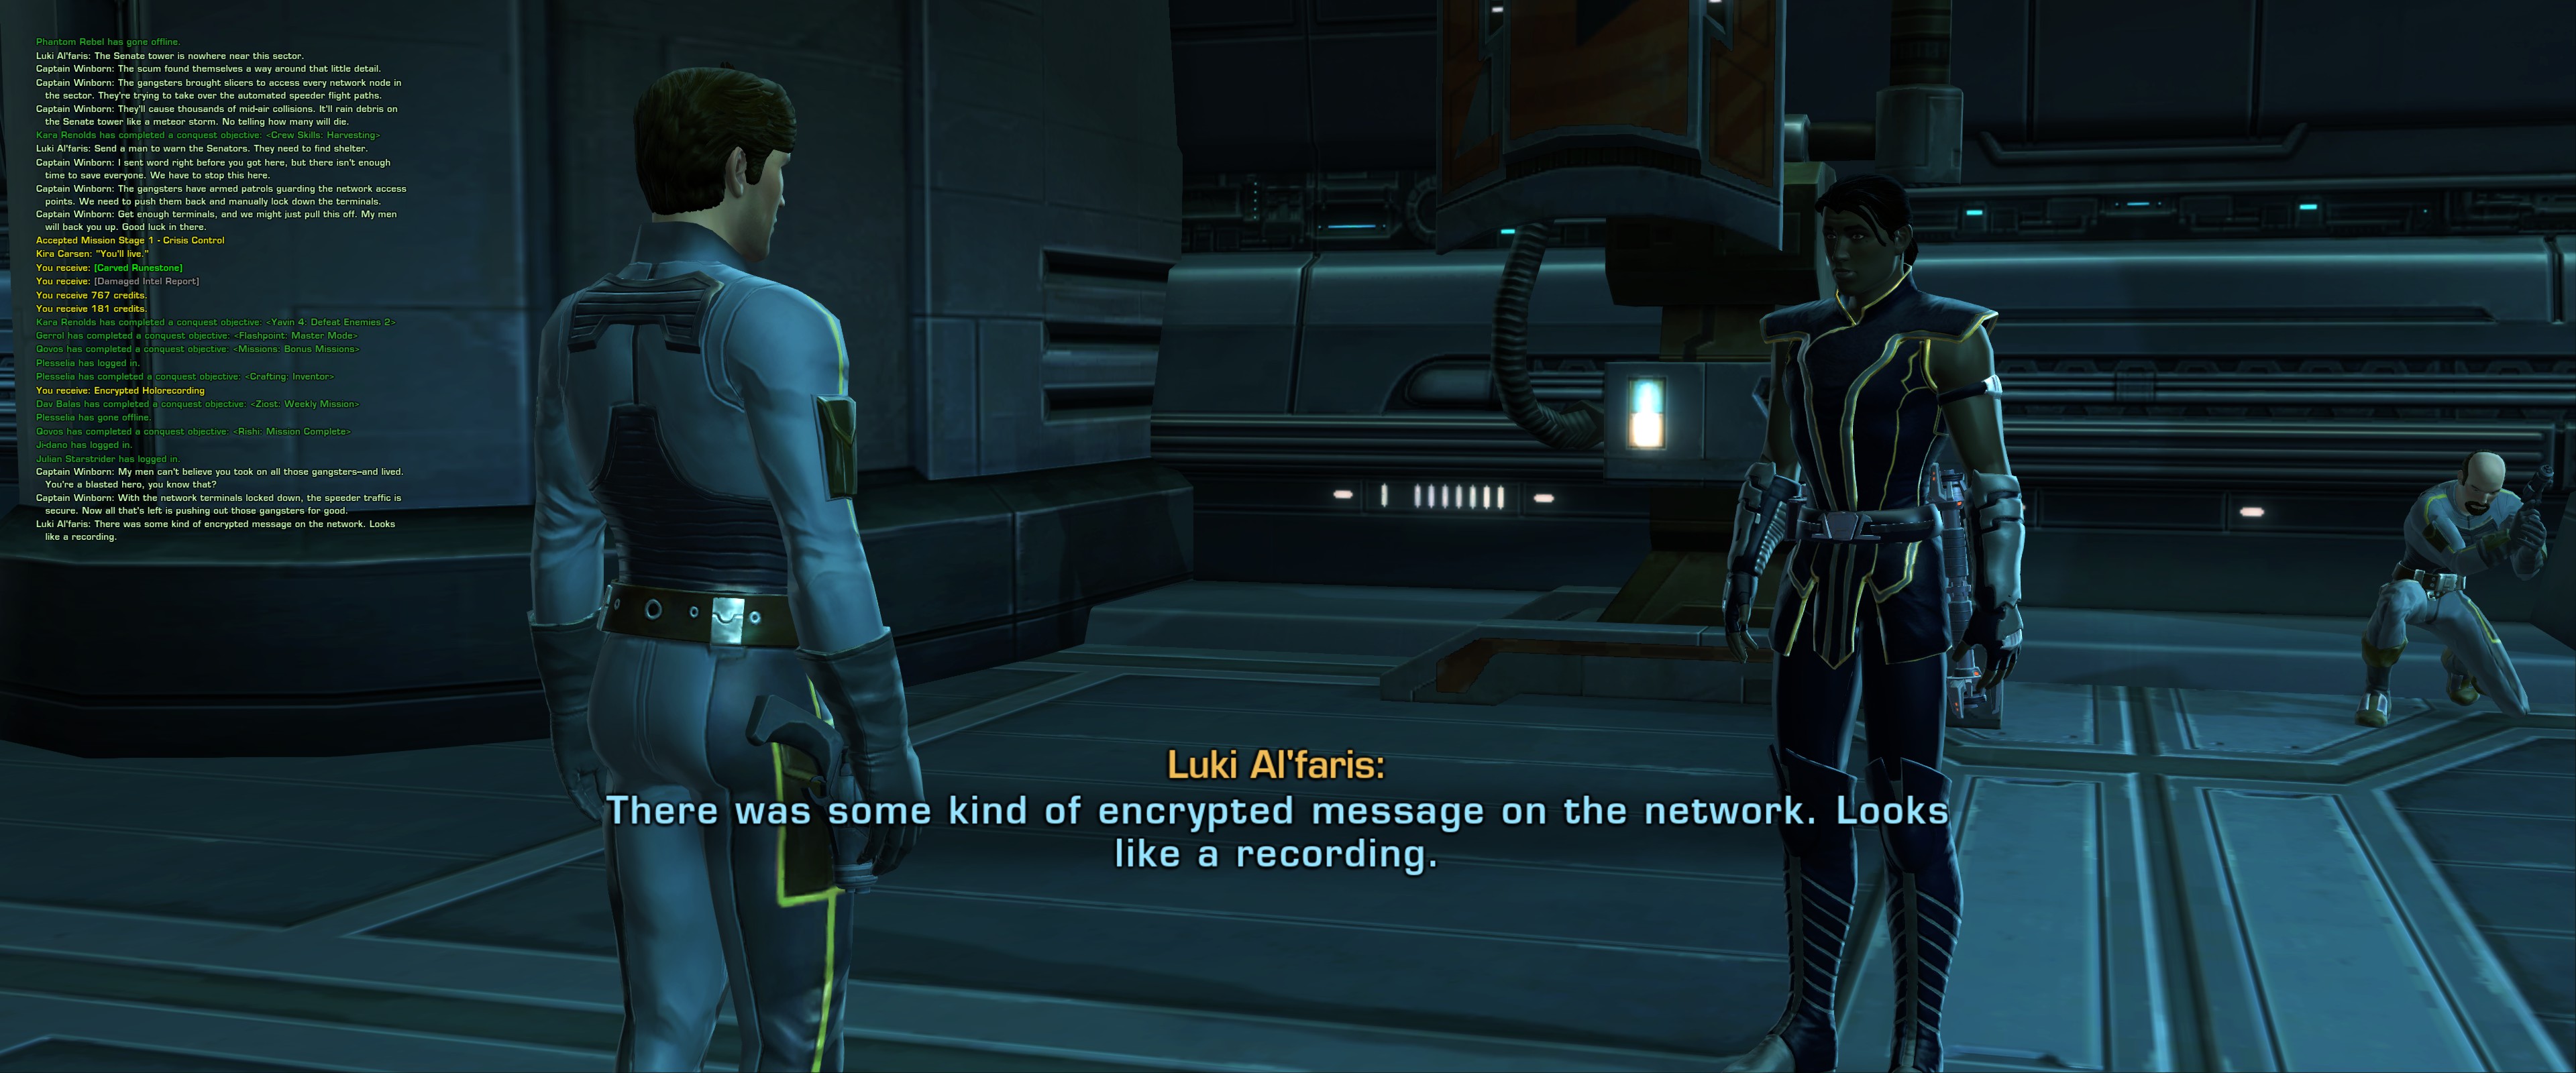 Phantom Rebel has gone offline.
Luki Al'faris: The Senate tower is nowhere near this sector.
Captain Winborn: The scum found themselves a way around that little detail.
Captain Winborn: The gangsters brought slicers to access every network node in
the sector. They're trying to take over the automated speeder flight paths.
Captain Winborn: They'll cause thousands of mid-air collisions. It'll rain debris on
the Senate tower like a meteor storm. No telling how many will die.
Kara Renolds has completed a conquest objective: <Crew Skills: Harvesting>
Luki Al'faris: Send a man to warn the Senators. They need to find shelter.
Captain Winborn: I sent word right before you got here, but there isn't enough
time to save everyone. We have to stop this here.
Captain Winborn: The gangsters have armed patrols guarding the network access
points. We need to push them back and manually lock down the terminals.
Captain Winborn: Get enough terminals, and we might just pull this off. My men
will back you up. Good luck in there.
Accepted Mission Stage 1 - Crisis Control
Kira Carsen: "You'll live."
You receive: [Carved Runestone]
You receive: [Damaged Intel Report]
You receive 767 credits.
You receive 181 credits.
Kara Renolds has completed a conquest objective: <Yavin 4: Defeat Enemies 2>
Gerrol has completed a conquest objective: <Flashpoint: Master Mode>
Qovos has completed a conquest objective: <Missions: Bonus Missions>
Plesselia has logged in.
Plesselia has completed a conquest objective: <Crafting: Inventor>
You receive: Encrypted Holorecording
Dav Balas has completed a conquest objective: <Ziost: Weekly Mission>
Plesselia has gone offline.
Qovos has completed a conquest objective: <Rishi: Mission Complete>
Ji-dano has logged in.
Julian Starstrider has logged in.
Captain Winborn: My men can't believe you took on all those gangsters—and lived.
You're a blasted hero, you know that?
Captain Winborn: With the network terminals locked down, the speeder traffic is
secure. Now all that's left is pushing out those gangsters for good.
Luki Al'faris: There was some kind of encrypted message on the network. Looks
like a recording.
Luki Al'faris:
There was some kind of encrypted message on the network. Looks
like a recording.